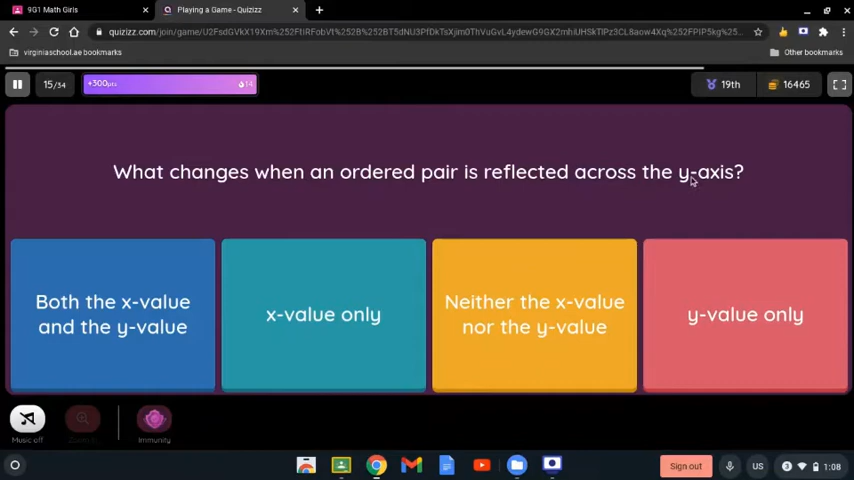 9G1 Math Girls
Playing a Game - Quizizz
virginiaschool.ae bookmarks
Other bookmarks
15/34
+300pts
14
19th
16465
What changes when an ordered pair is reflected across the y-axis?
Both the x-value
and the y-value
x-value only
Neither the x-value
nor the y-value
y-value only
Music off
Immunity
Sign out
US
3
1:08